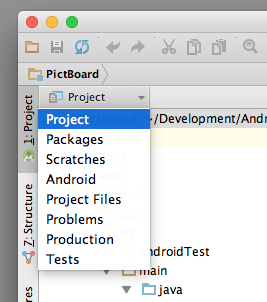 PictBoard
Project
1: Project
Project
~/Development/Andr
Packages
Scratches
Android
Project Files
Problems
Production
Tests
androidTest
main
java
7: Structure